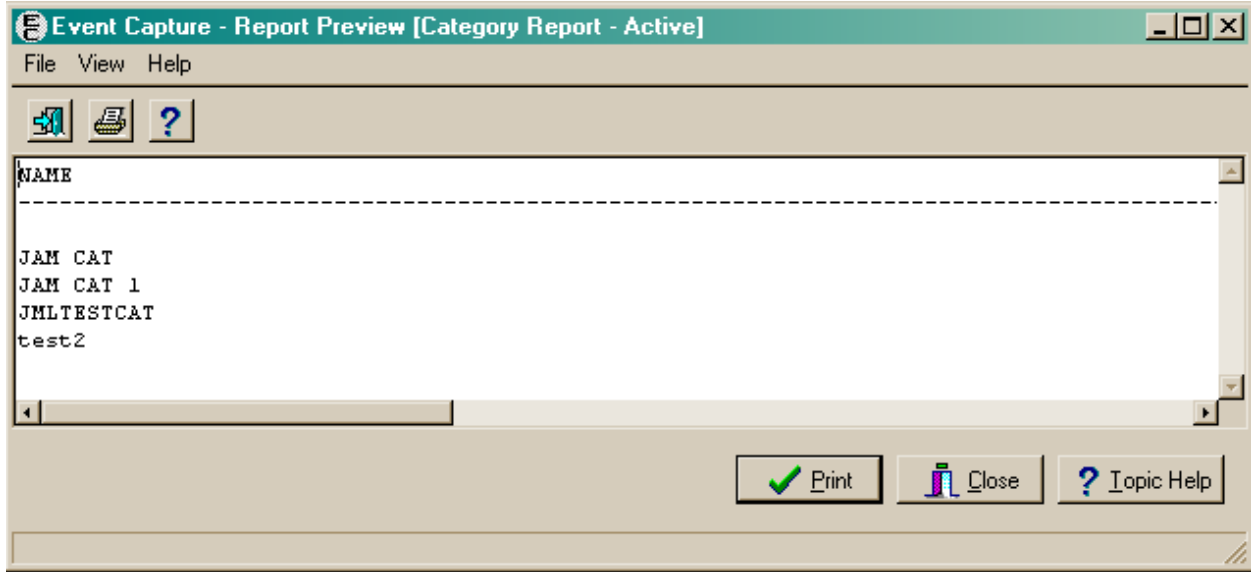 Event Capture - Report Preview [Category Report - Active]
File View Help
NAME
----------------------------------------------------------------------------------------
JAM CAT
JAM CAT 1
JMLTESTCAT
test2
Print Close Topic Help